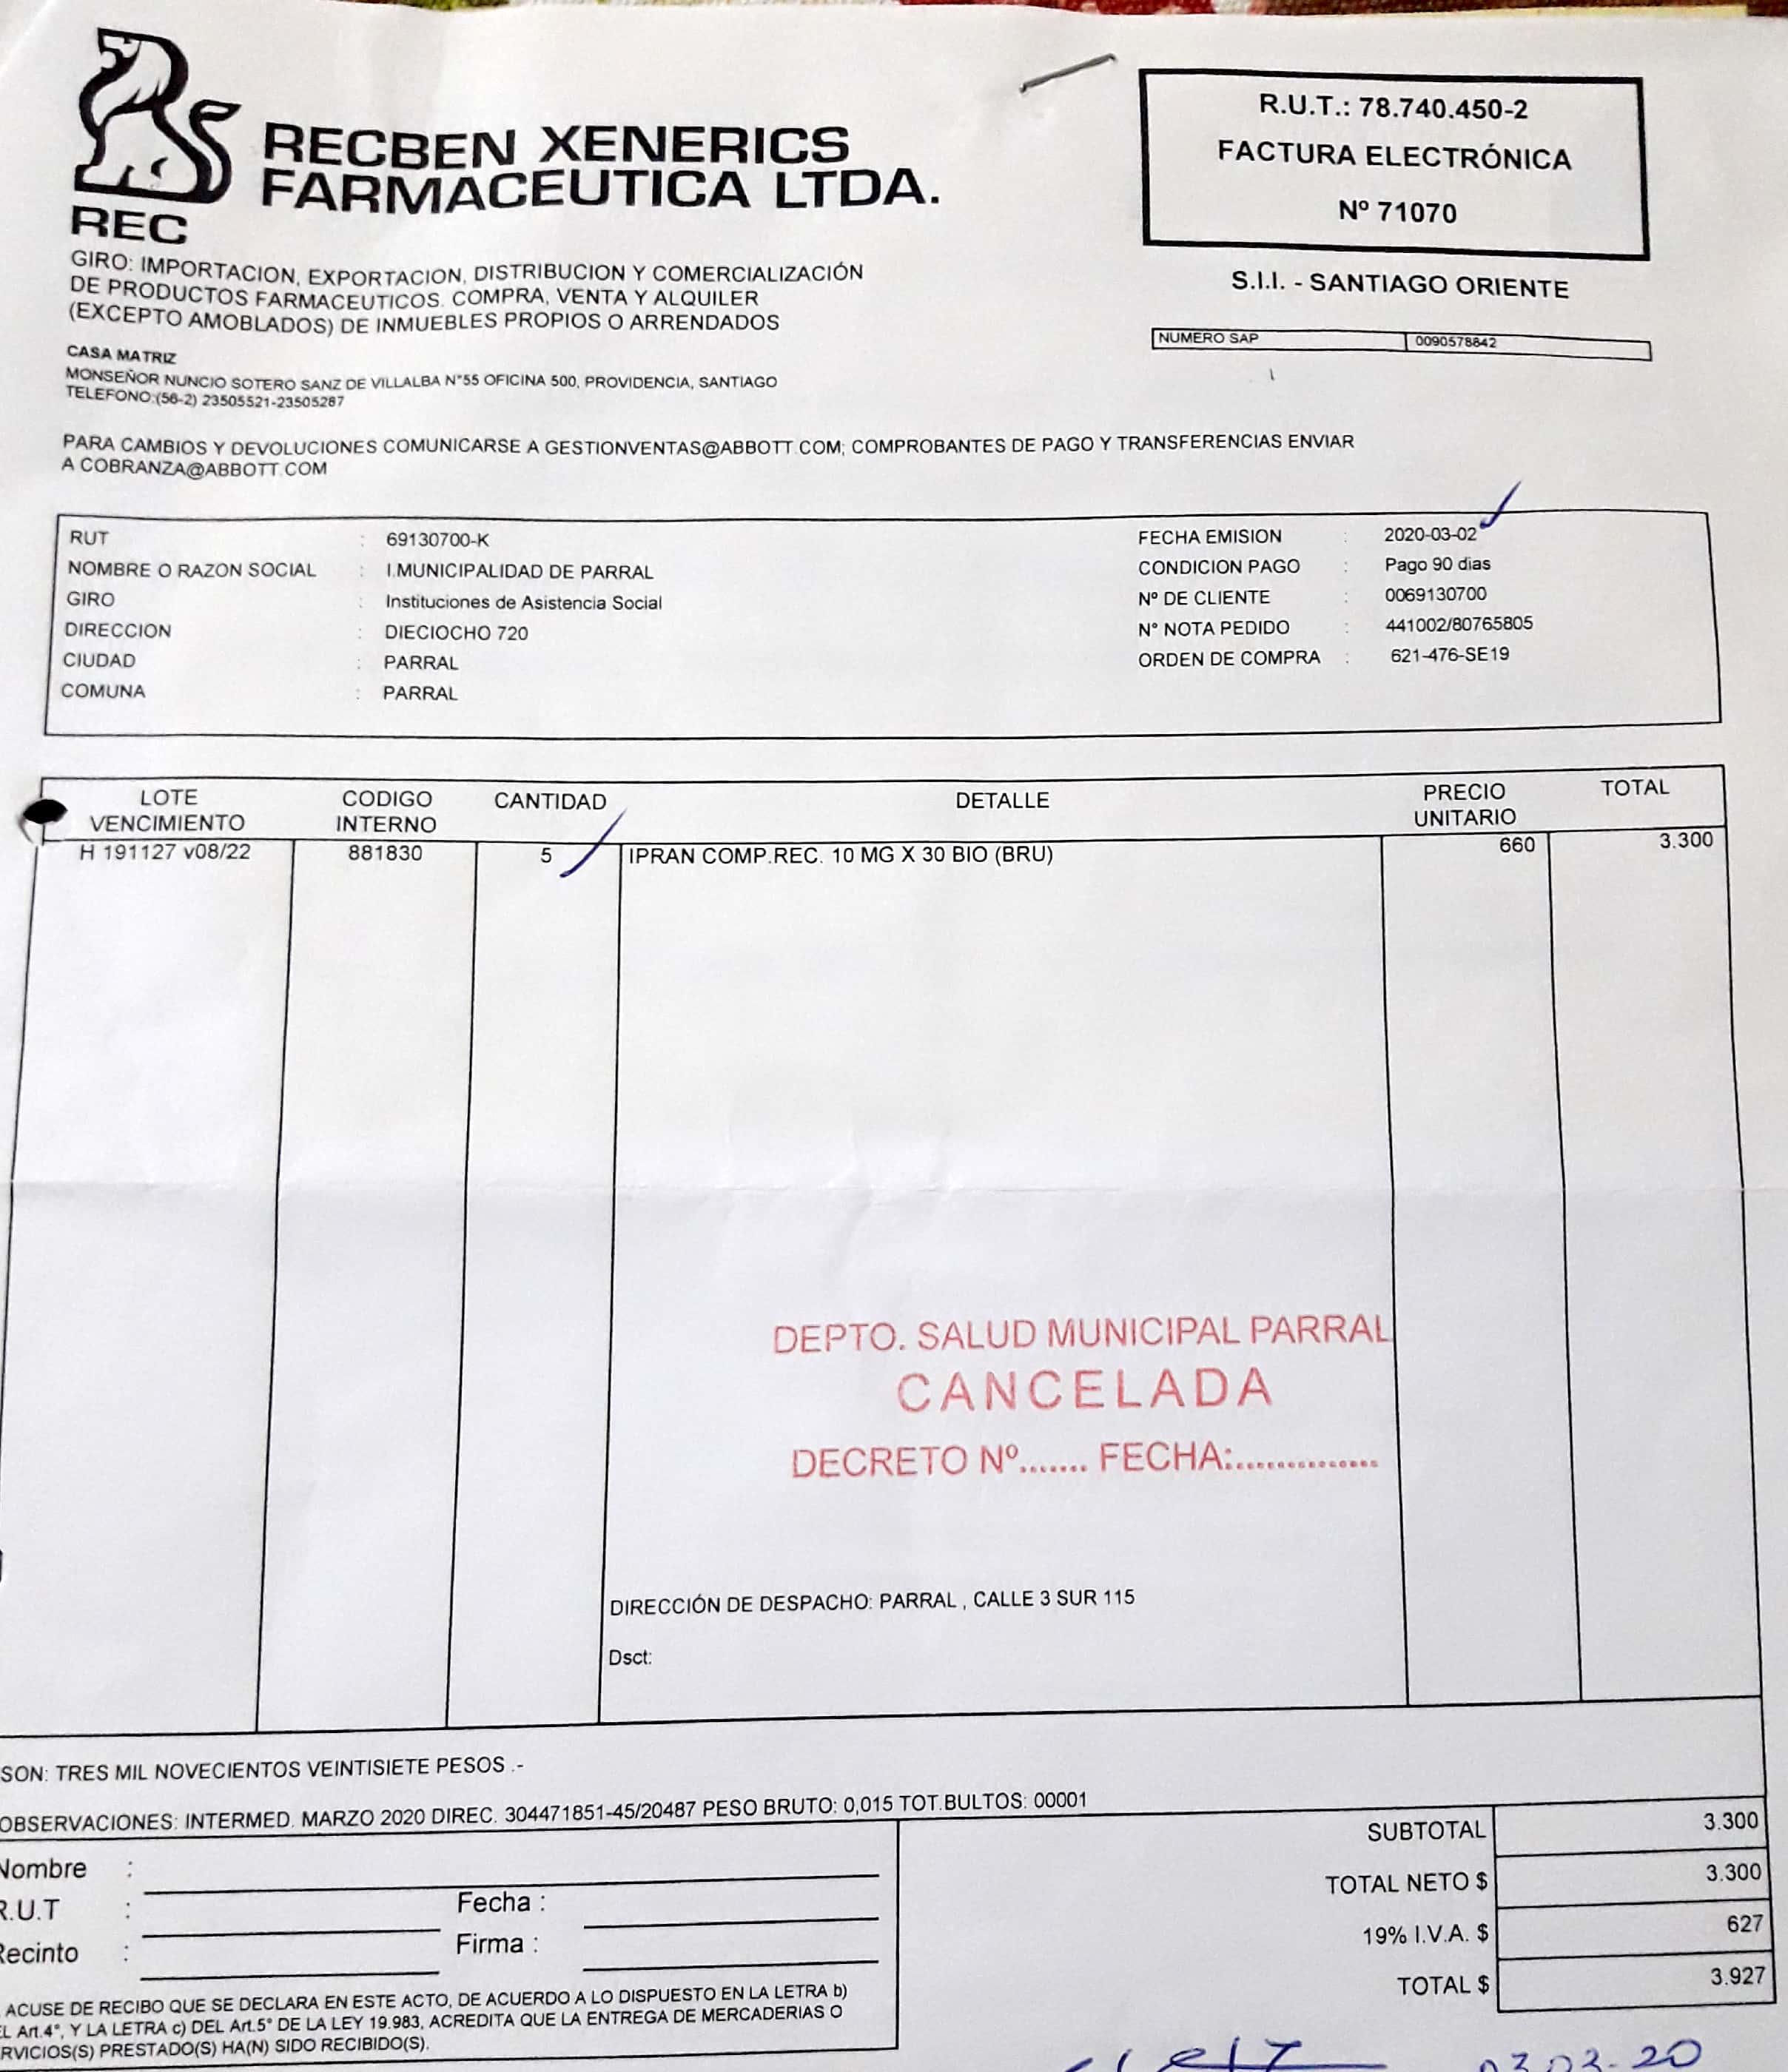 RECBEN XENERICS
FARMACEUTICA LTDA.
REC
GIRO: IMPORTACION, EXPORTACION, DISTRIBUCION Y COMERCIALIZACIÓN
DE PRODUCTOS FARMACEUTICOS. COMPRA, VENTA Y ALQUILER
(EXCEPTO AMOBLADOS) DE INMUEBLES PROPIOS O ARRENDADOS
CASA MATRIZ
MONSEÑOR NUNCIO SOTERO SANZ DE VILLALBA N°55 OFICINA 500, PROVIDENCIA, SANTIAGO
TELEFONO:(56-2) 23505521-23505287
R.U.T.: 78.740.450-2
FACTURA ELECTRÓNICA
Nº 71070
S.I.I. - SANTIAGO ORIENTE
NUMERO SAP 0090578842
PARA CAMBIOS Y DEVOLUCIONES COMUNICARSE A GESTIONVENTAS@ABBOTT.COM; COMPROBANTES DE PAGO Y TRANSFERENCIAS ENVIAR
A COBRANZA@ABBOTT.COM
RUT : 69130700-K
NOMBRE O RAZON SOCIAL : I.MUNICIPALIDAD DE PARRAL
GIRO : Instituciones de Asistencia Social
DIRECCION : DIECIOCHO 720
CIUDAD : PARRAL
COMUNA : PARRAL
FECHA EMISION : 2020-03-02
CONDICION PAGO : Pago 90 dias
Nº DE CLIENTE : 0069130700
N° NOTA PEDIDO : 441002/80765805
ORDEN DE COMPRA : 621-476-SE19
LOTE VENCIMIENTO CODIGO INTERNO CANTIDAD DETALLE PRECIO UNITARIO TOTAL
H 191127 v08/22 881830 5 IPRAN COMP.REC. 10 MG X 30 BIO (BRU) 660 3.300
DEPTO. SALUD MUNICIPAL PARRAL
CANCELADA
DECRETO Nº....... FECHA:...............
DIRECCIÓN DE DESPACHO: PARRAL , CALLE 3 SUR 115
Dsct:
SON: TRES MIL NOVECIENTOS VEINTISIETE PESOS .-
OBSERVACIONES: INTERMED. MARZO 2020 DIREC. 304471851-45/20487 PESO BRUTO: 0,015 TOT.BULTOS: 00001
SUBTOTAL 3.300
TOTAL NETO $ 3.300
19% I.V.A. $ 627
TOTAL $ 3.927
Nombre :
R.U.T : Fecha :
Recinto : Firma :
ACUSE DE RECIBO QUE SE DECLARA EN ESTE ACTO, DE ACUERDO A LO DISPUESTO EN LA LETRA b)
EL Art.4°, Y LA LETRA c) DEL Art.5° DE LA LEY 19.983, ACREDITA QUE LA ENTREGA DE MERCADERIAS O
RVICIOS(S) PRESTADO(S) HA(N) SIDO RECIBIDO(S).
03.03-20